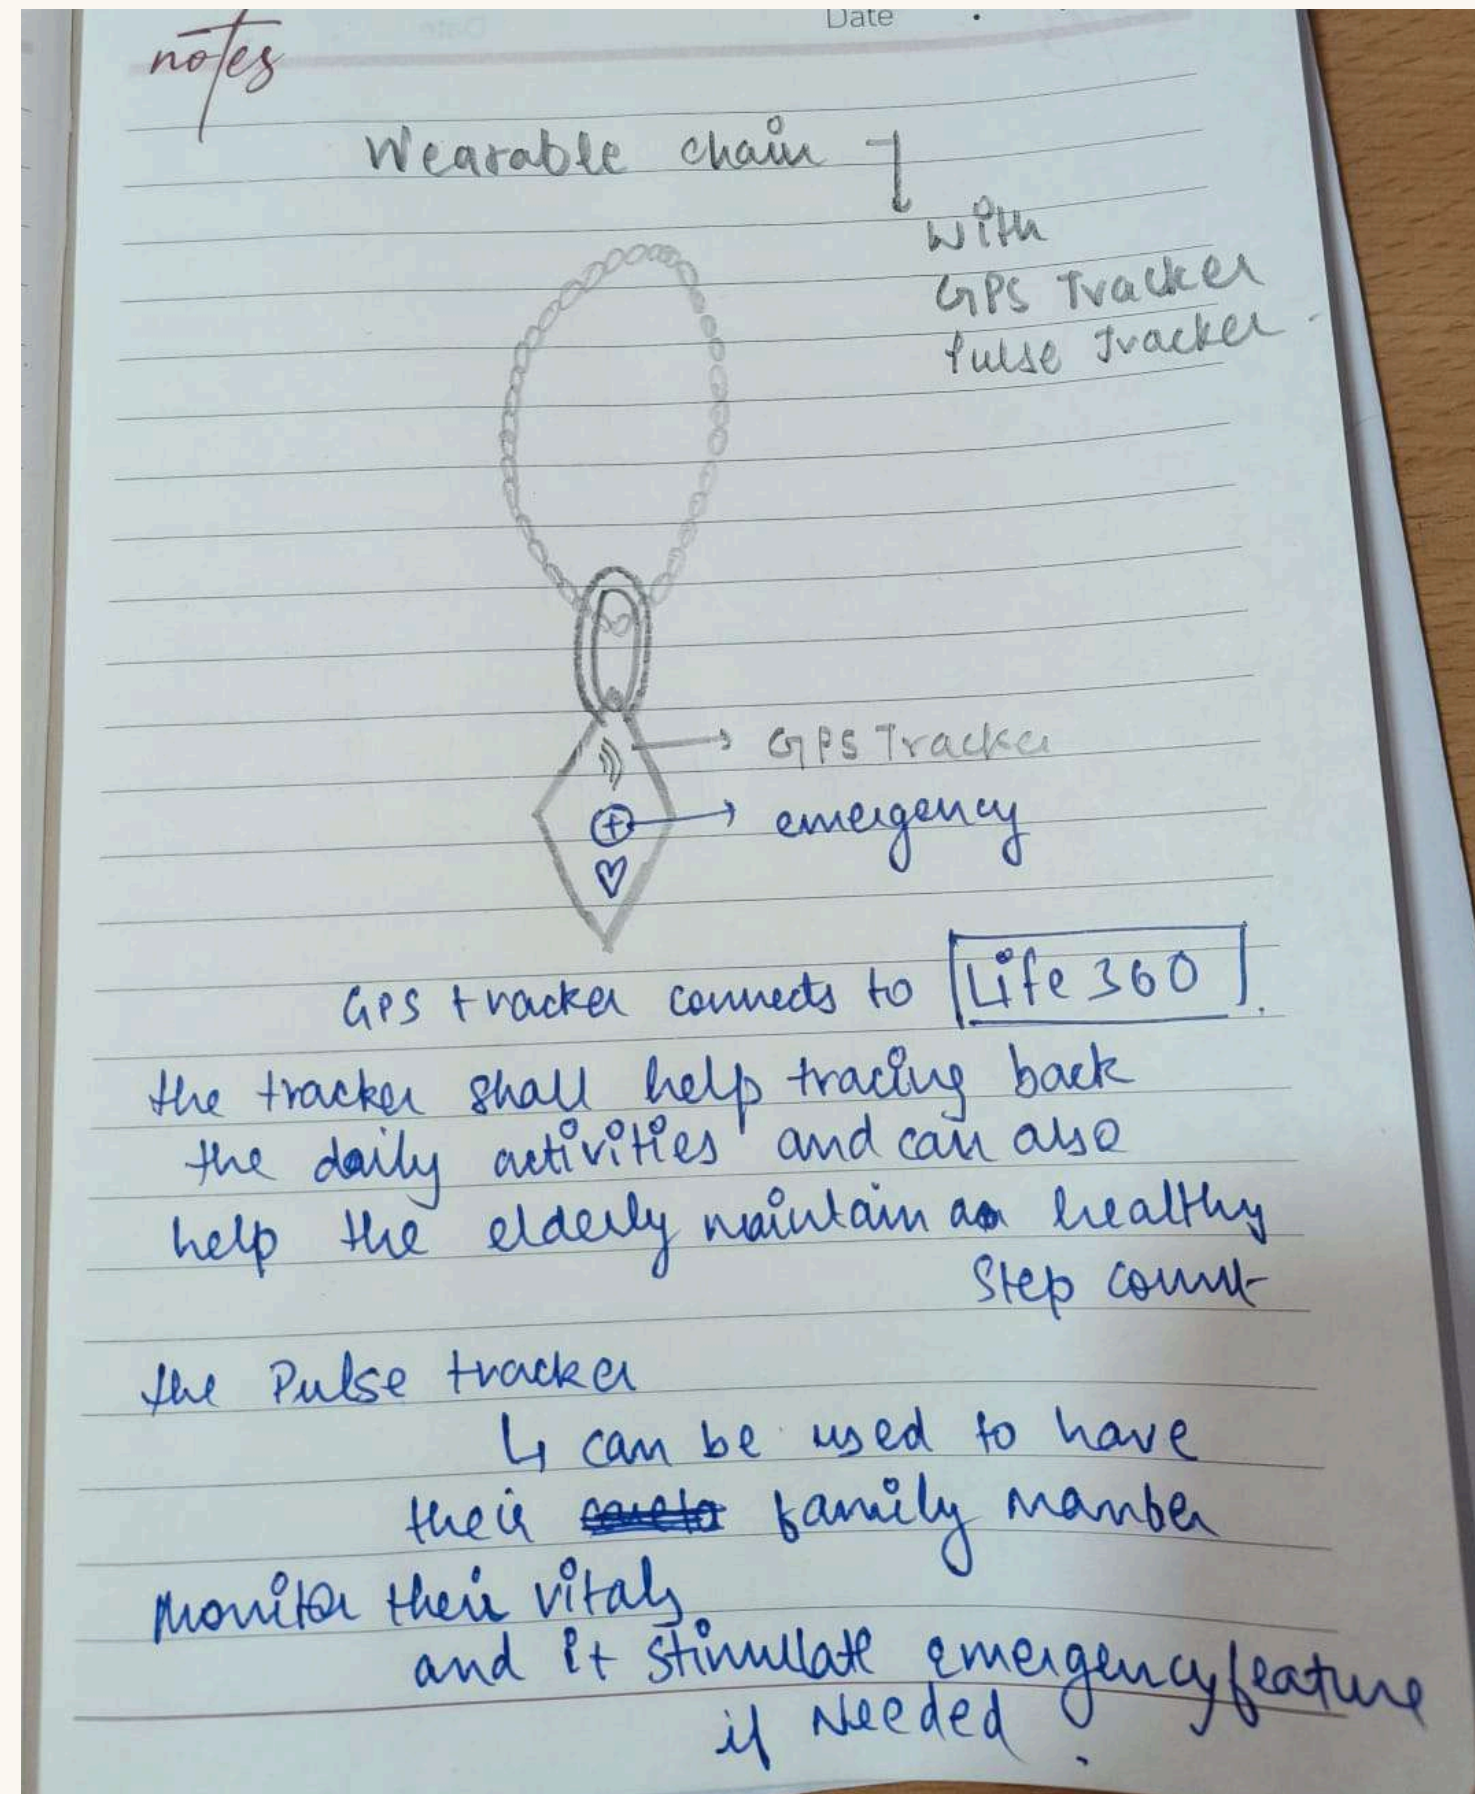 Date
notes
Wearable chain
with
GPS Tracker
Pulse Tracker
GPS Tracker
emergency
GPS tracker connects to Life 360.
the tracker shall help tracing back
the daily activities and can also
help the elderly maintain a healthy
Step count
the Pulse tracker
↳ can be used to have
their family mamber
monitor their vitals
and it stimullate emergency feature
if Needed.